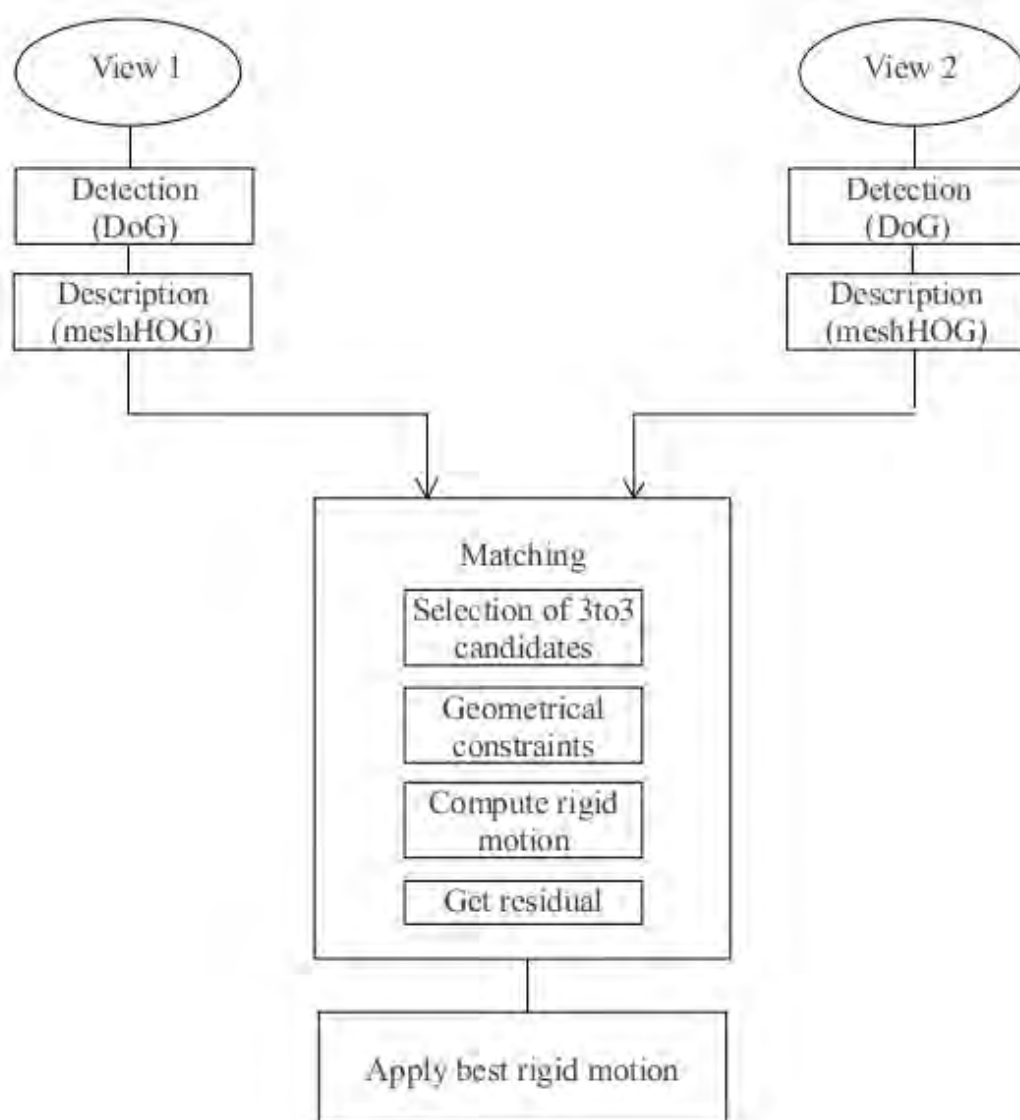 View 1
Detection
(DoG)
Description
(meshHOG)
View 2
Detection
(DoG)
Description
(meshHOG)
Matching
Selection of 3to3
candidates
Geometrical
constraints
Compute rigid
motion
Get residual
Apply best rigid motion